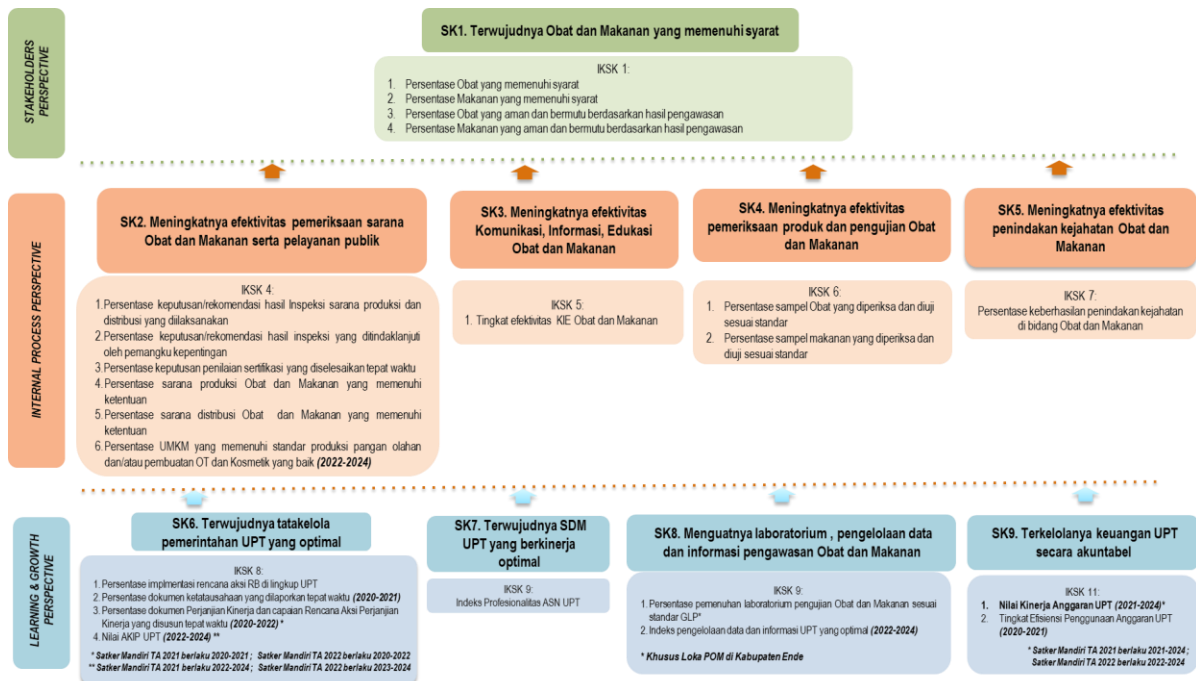 STAKEHOLDERS
PERSPECTIVE
SK1. Terwujudnya Obat dan Makanan yang memenuhi syarat
IKSK 1:
1. Persentase Obat yang memenuhi syarat
2. Persentase Makanan yang memenuhi syarat
3. Persentase Obat yang aman dan bermutu berdasarkan hasil pengawasan
4. Persentase Makanan yang aman dan bermutu berdasarkan hasil pengawasan
INTERNAL PROCESS PERSPECTIVE
SK2. Meningkatnya efektivitas pemeriksaan sarana
Obat dan Makanan serta pelayanan publik
IKSK 4:
1. Persentase keputusan/rekomendasi hasil Inspeksi sarana produksi dan
distribusi yang diilaksanakan
2. Persentase keputusan/rekomendasi hasil inspeksi yang ditindaklanjuti
oleh pemangku kepentingan
3. Persentase keputusan penilaian sertifikasi yang diselesaikan tepat waktu
4. Persentase sarana produksi Obat dan Makanan yang memenuhi
ketentuan
5. Persentase sarana distribusi Obat dan Makanan yang memenuhi
ketentuan
6. Persentase UMKM yang memenuhi standar produksi pangan olahan
dan/atau pembuatan OT dan Kosmetik yang baik (2022-2024)
SK3. Meningkatnya efektivitas
Komunikasi, Informasi, Edukasi
Obat dan Makanan
IKSK 5:
1. Tingkat efektivitas KIE Obat dan Makanan
SK4. Meningkatnya efektivitas
pemeriksaan produk dan pengujian Obat
dan Makanan
IKSK 6:
1. Persentase sampel Obat yang diperiksa dan diuji
sesuai standar
2. Persentase sampel makanan yang diperiksa dan
diuji sesuai standar
SK5. Meningkatnya efektivitas
penindakan kejahatan Obat dan
Makanan
IKSK 7:
Persentase keberhasilan penindakan kejahatan
di bidang Obat dan Makanan
LEARNING & GROWTH
PERSPECTIVE
SK6. Terwujudnya tatakelola
pemerintahan UPT yang optimal
IKSK 8:
1. Persentase implmentasi rencana aksi RB di lingkup UPT
2. Persentase dokumen ketatausahaan yang dilaporkan tepat waktu (2020-2021)
3. Persentase dokumen Perjanjian Kinerja dan capaian Rencana Aksi Perjanjian
Kinerja yang disusun tepat waktu (2020-2022) *
4. Nilai AKIP UPT (2022-2024) **
* Satker Mandiri TA 2021 berlaku 2020-2021 ; Satker Mandiri TA 2022 berlaku 2020-2022
** Satker Mandiri TA 2021 berlaku 2022-2024 ; Satker Mandiri TA 2022 berlaku 2023-2024
SK7. Terwujudnya SDM
UPT yang berkinerja
optimal
IKSK 9:
Indeks Profesionalitas ASN UPT
SK8. Menguatnya laboratorium , pengelolaan data
dan informasi pengawasan Obat dan Makanan
IKSK 9:
1. Persentase pemenuhan laboratorium pengujian Obat dan Makanan sesuai
standar GLP*
2. Indeks pengelolaan data dan informasi UPT yang optimal (2022-2024)
* Khusus Loka POM di Kabupaten Ende
SK9. Terkelolanya keuangan UPT
secara akuntabel
IKSK 11:
1. Nilai Kinerja Anggaran UPT (2021-2024)*
2. Tingkat Efisiensi Penggunaan Anggaran UPT
(2020-2021)
* Satker Mandiri TA 2021 berlaku 2021-2024 ;
Satker Mandiri TA 2022 berlaku 2022-2024